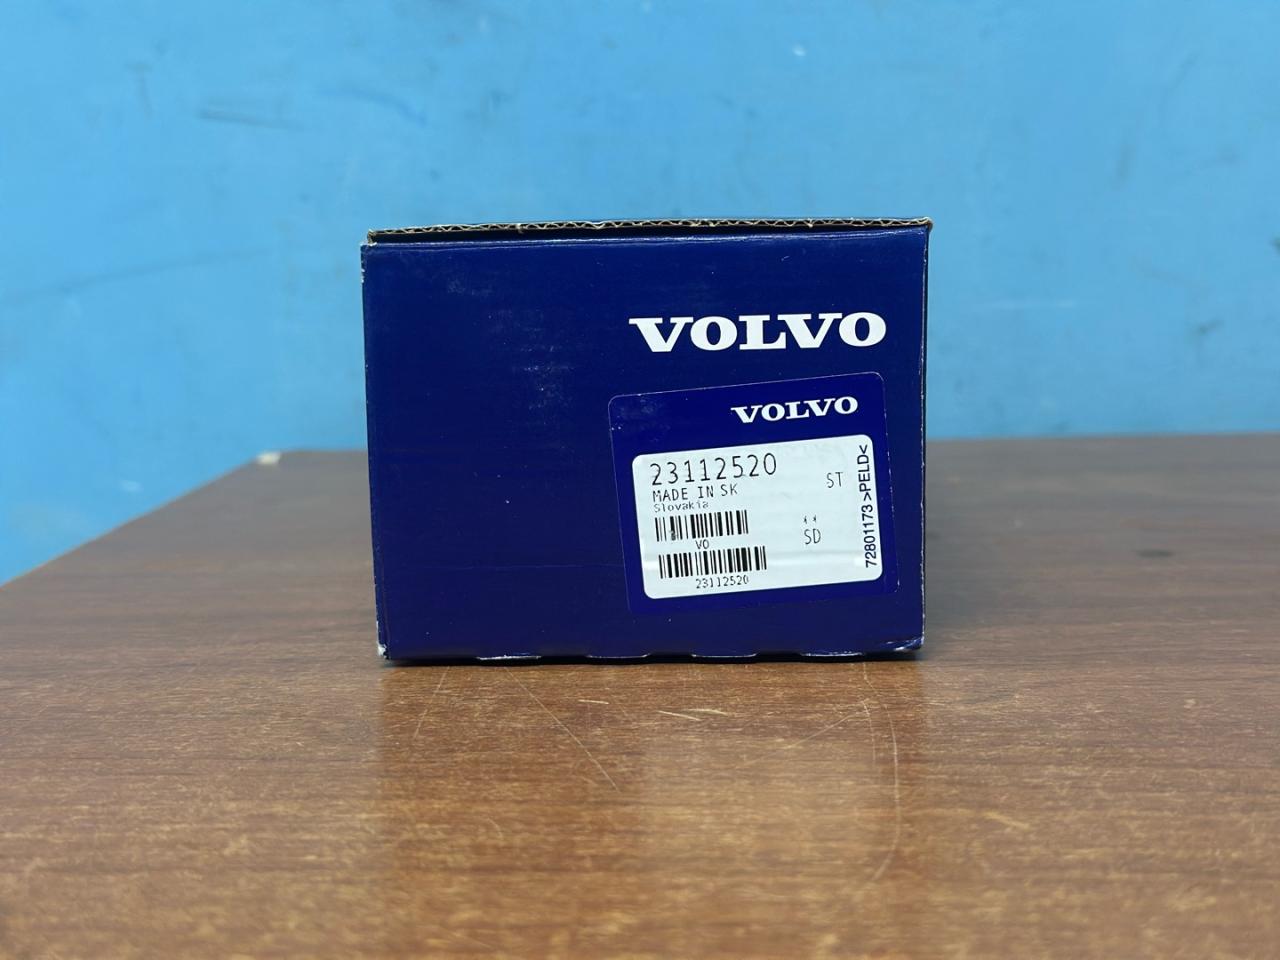 VOLVO
VOLVO
23112520
ST
MADE IN SK
Slovakia
**
VO
SD
23112520
72801173 >PELD<